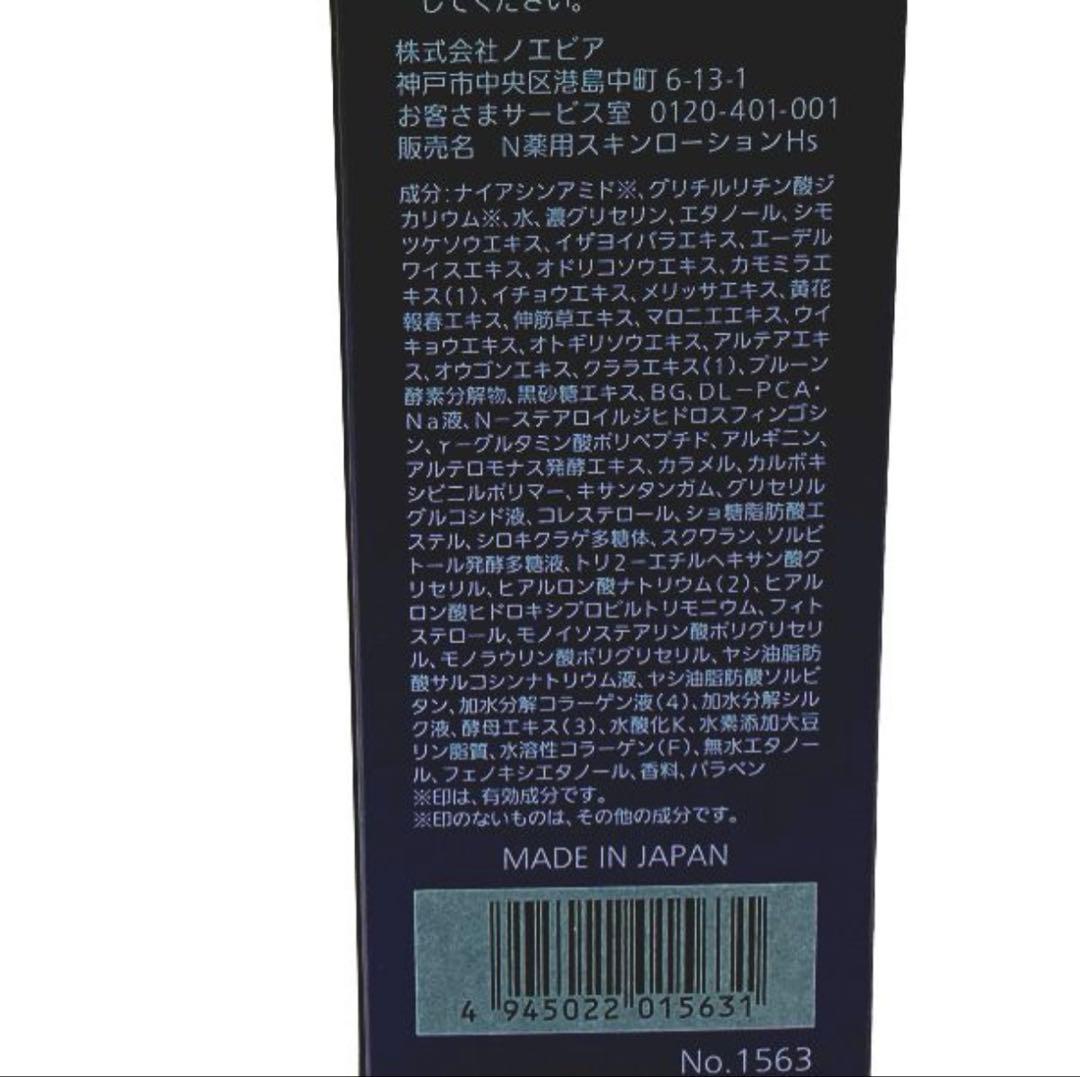 してください。
株式会社ノエビア
神戸市中央区港島中町 6-13-1
お客さまサービス室 0120-401-001
販売名 N薬用スキンローションHs
成分：ナイアシンアミド※、グリチルリチン酸ジ
カリウム※、水、濃グリセリン、エタノール、シモ
ツケソウエキス、イザヨイバラエキス、エーデル
ワイスエキス、オドリコソウエキス、カモミラエ
キス（1）、イチョウエキス、メリッサエキス、黄花
報春エキス、伸筋草エキス、マロニエエキス、ウイ
キョウエキス、オトギリソウエキス、アルテアエキ
ス、オウゴンエキス、クララエキス（1）、プルーン
酵素分解物、黒砂糖エキス、BG、DL－PCA・
Na液、N－ステアロイルジヒドロスフィンゴシ
ン、γ－グルタミン酸ポリペプチド、アルギニン、
アルテロモナス発酵エキス、カラメル、カルボキ
シビニルポリマー、キサンタンガム、グリセリル
グルコシド液、コレステロール、ショ糖脂肪酸エ
ステル、シロキクラゲ多糖体、スクワラン、ソルビ
トール発酵多糖液、トリ2－エチルヘキサン酸グ
リセリル、ヒアルロン酸ナトリウム（2）、ヒアル
ロン酸ヒドロキシプロピルトリモニウム、フィト
ステロール、モノイソステアリン酸ポリグリセリ
ル、モノラウリン酸ポリグリセリル、ヤシ油脂肪
酸サルコシンナトリウム液、ヤシ油脂肪酸ソルビ
タン、加水分解コラーゲン液（4）、加水分解シル
ク液、酵母エキス（3）、水酸化K、水素添加大豆
リン脂質、水溶性コラーゲン（F）、無水エタノー
ル、フェノキシエタノール、香料、パラベン
※印は、有効成分です。
※印のないものは、その他の成分です。
MADE IN JAPAN
4 945022 015631
No.1563